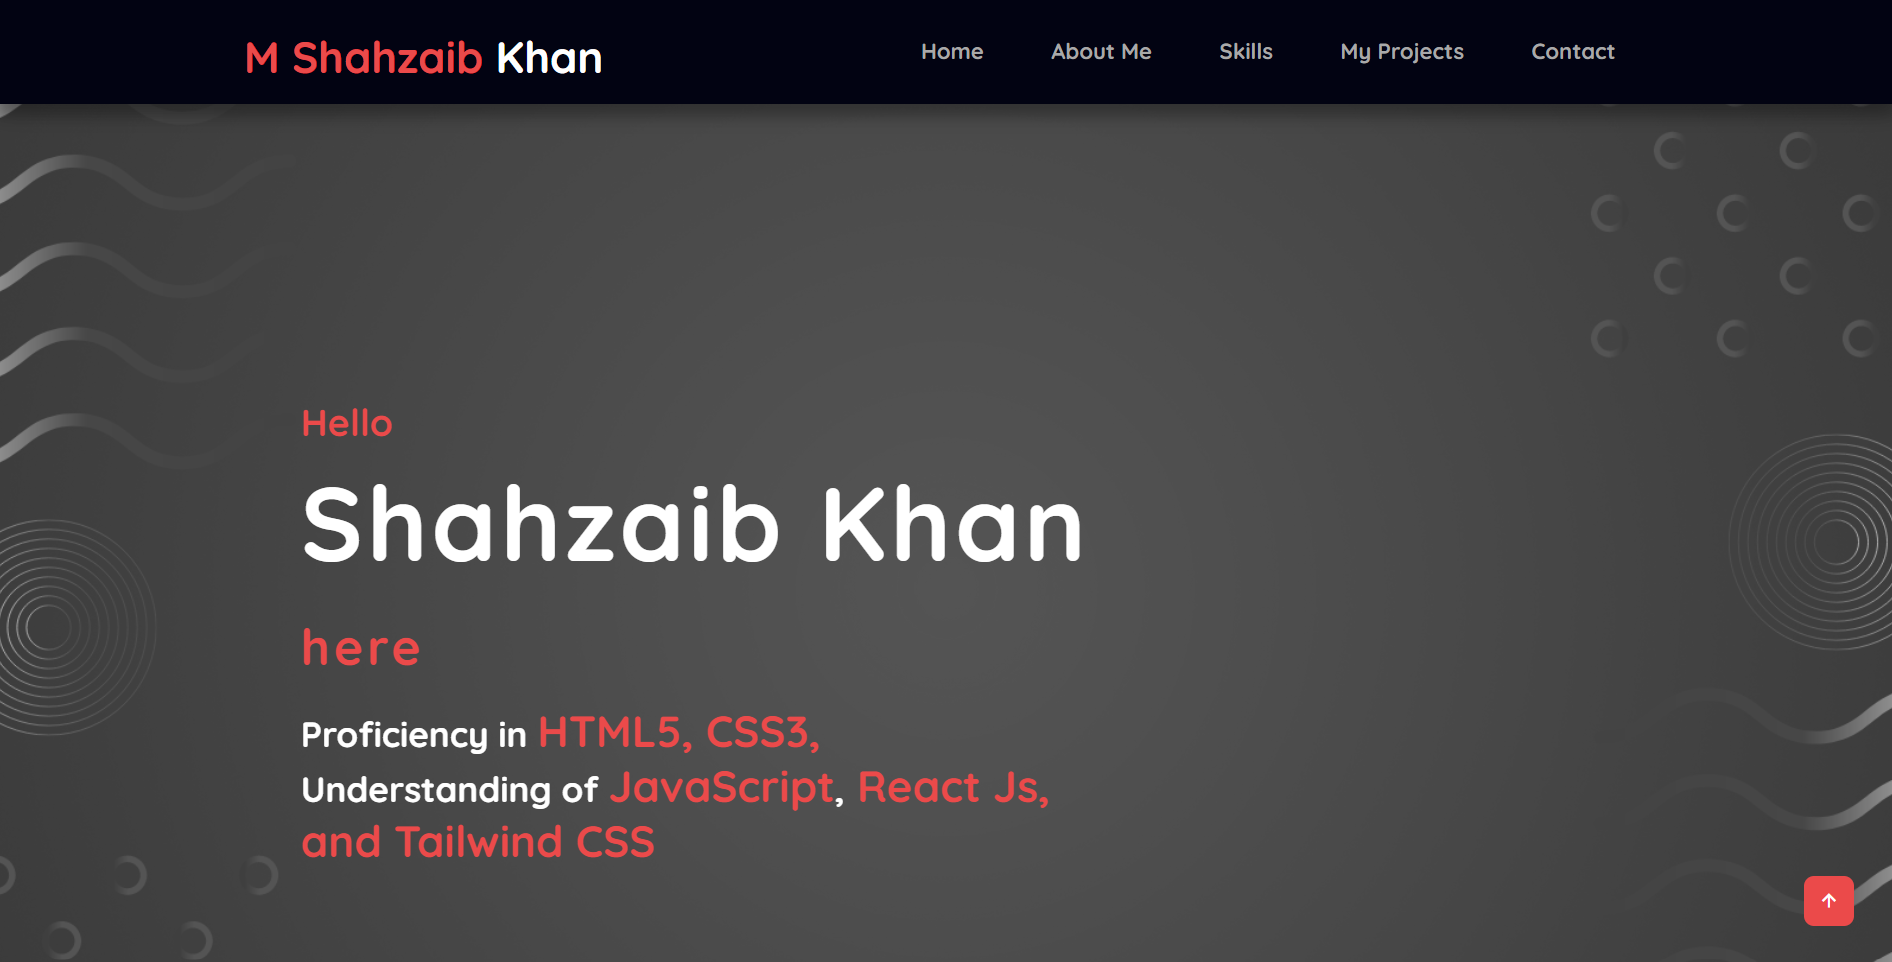 M Shahzaib Khan
Home
About Me
Skills
My Projects
Contact
Hello
Shahzaib Khan
here
Proficiency in HTML5, CSS3,
Understanding of JavaScript, React Js,
and Tailwind CSS